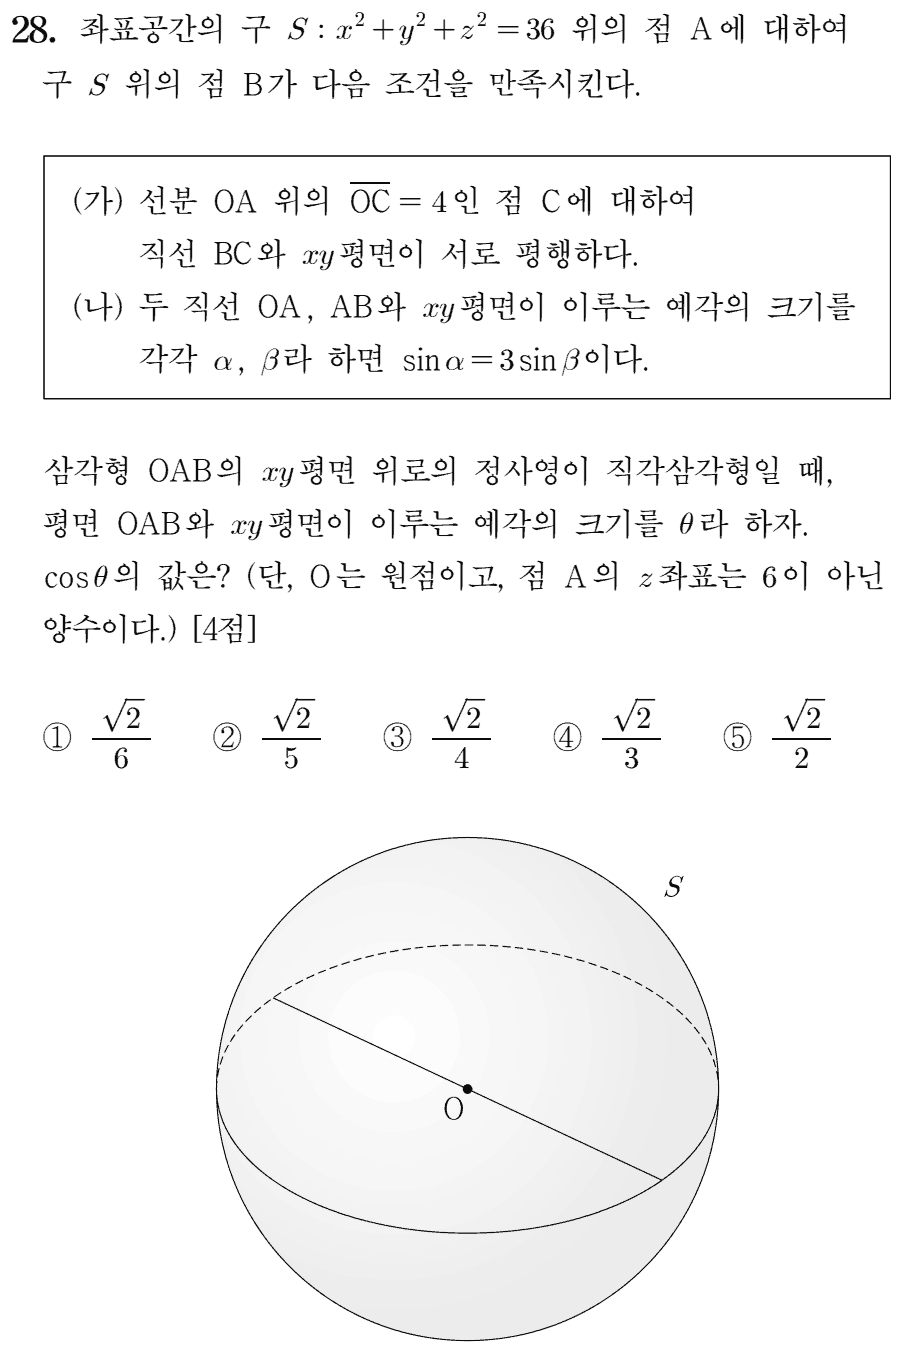 28. 좌표공간의 구 S : x²+y²+z²=36 위의 점 A에 대하여
구 S 위의 점 B가 다음 조건을 만족시킨다.
(가) 선분 OA 위의 O̅C̅=4인 점 C에 대하여
직선 BC와 xy평면이 서로 평행하다.
(나) 두 직선 OA, AB와 xy평면이 이루는 예각의 크기를
각각 α, β라 하면 sinα=3sinβ이다.
삼각형 OAB의 xy평면 위로의 정사영이 직각삼각형일 때,
평면 OAB와 xy평면이 이루는 예각의 크기를 θ라 하자.
cosθ의 값은? (단, O는 원점이고, 점 A의 z좌표는 6이 아닌
양수이다.) [4점]
① √2/6 ② √2/5 ③ √2/4 ④ √2/3 ⑤ √2/2
S
O